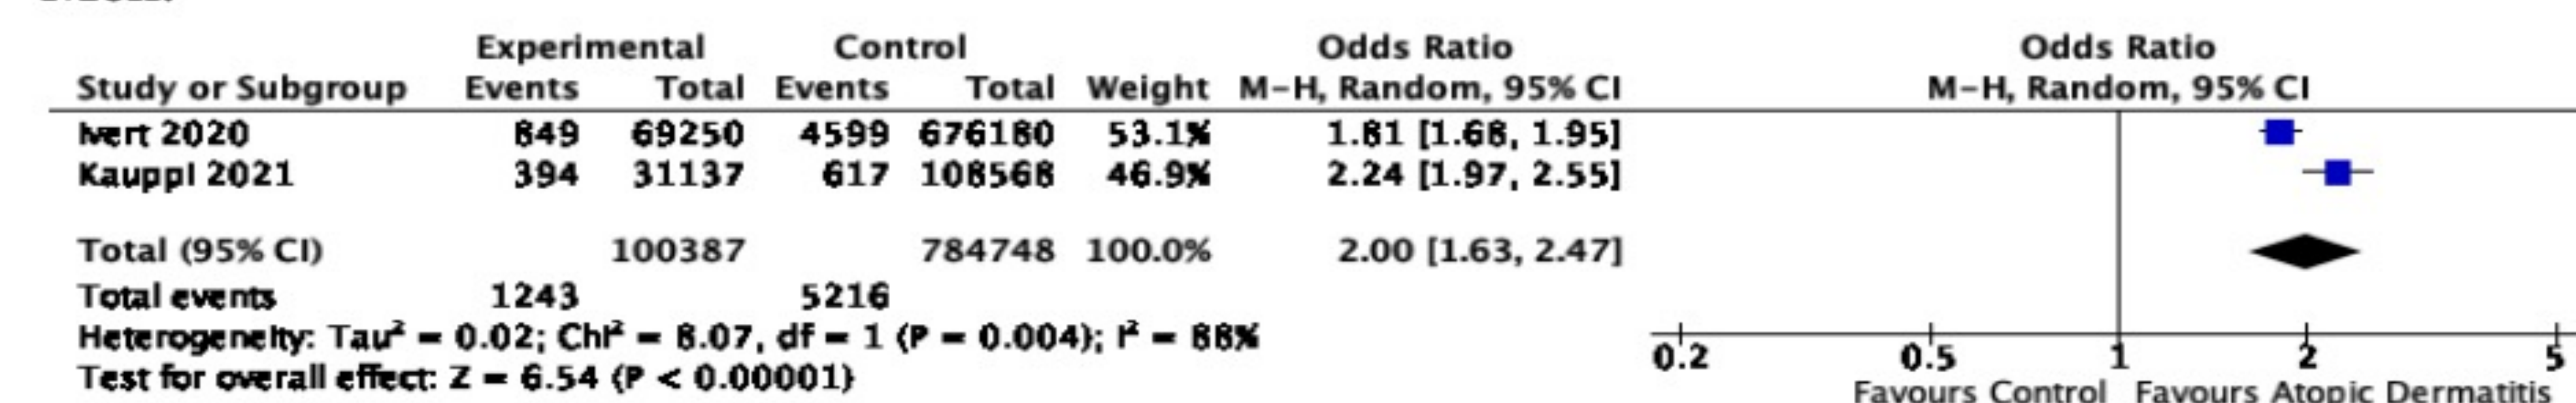 Experimental Control Odds Ratio Odds Ratio
Study or Subgroup Events Total Events Total Weight M-H, Random, 95% CI M-H, Random, 95% CI
Ivert 2020 849 69250 4599 676180 53.1% 1.81 [1.68, 1.95]
Kauppi 2021 394 31137 617 108568 46.9% 2.24 [1.97, 2.55]
Total (95% CI) 100387 784748 100.0% 2.00 [1.63, 2.47]
Total events 1243 5216
Heterogeneity: Tau² = 0.02; Chi² = 8.07, df = 1 (P = 0.004); I² = 88%
Test for overall effect: Z = 6.54 (P < 0.00001)
0.2 0.5 1 2 5
Favours Control Favours Atopic Dermatitis